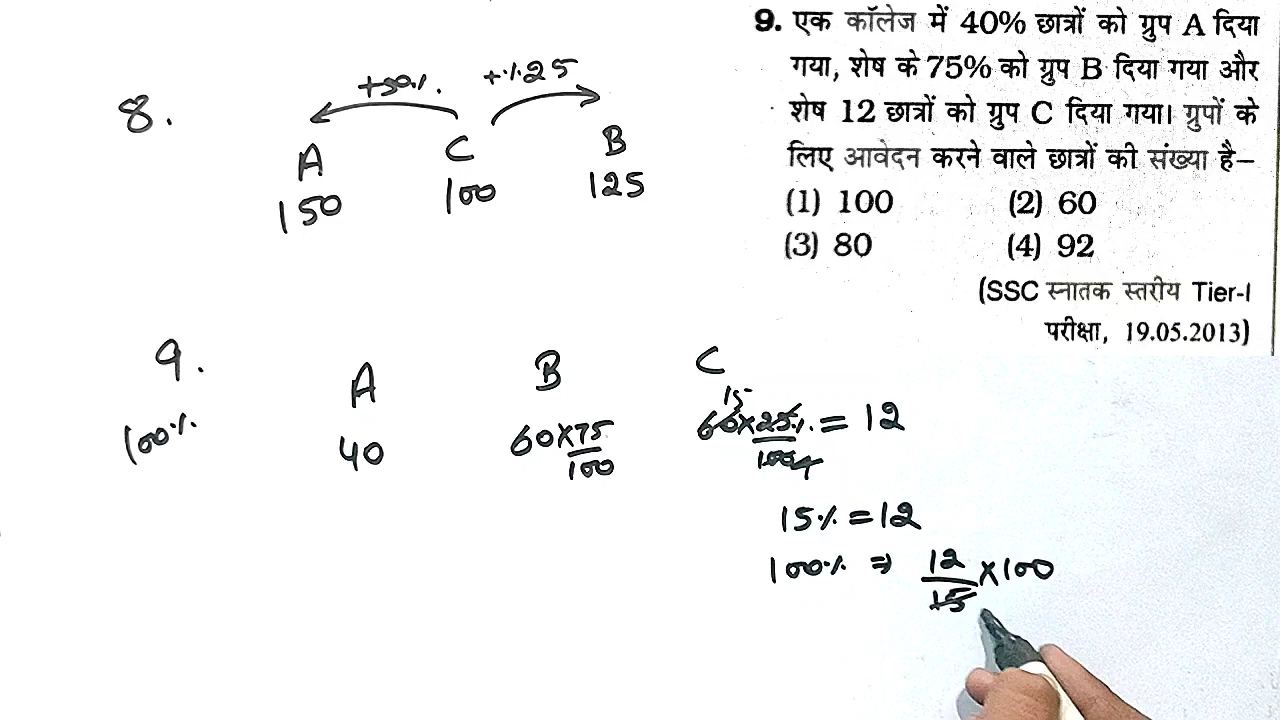 9. एक कॉलेज में 40% छात्रों को ग्रुप A दिया
गया, शेष के 75% को ग्रुप B दिया गया और
शेष 12 छात्रों को ग्रुप C दिया गया। ग्रुपों के
लिए आवेदन करने वाले छात्रों की संख्या है–
(1) 100 (2) 60
(3) 80 (4) 92
(SSC स्नातक स्तरीय Tier-I
परीक्षा, 19.05.2013)
8.
+50% +%25
A C B
150 100 125
9.
A B C
100% 40 60×75/100 60×25%/100 = 12
15 4
15% = 12
100% ⇒ 12/15 ×100